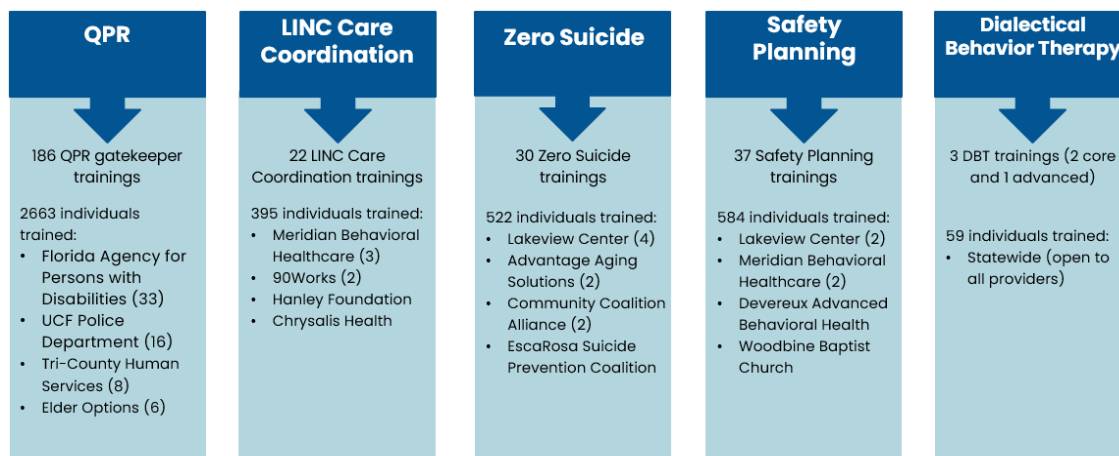 QPR
186 QPR gatekeeper
trainings
2663 individuals
trained:
• Florida Agency for
Persons with
Disabilities (33)
• UCF Police
Department (16)
• Tri-County Human
Services (8)
• Elder Options (6)
LINC Care
Coordination
22 LINC Care
Coordination trainings
395 individuals trained:
• Meridian Behavioral
Healthcare (3)
• 90Works (2)
• Hanley Foundation
• Chrysalis Health
Zero Suicide
30 Zero Suicide
trainings
522 individuals trained:
• Lakeview Center (4)
• Advantage Aging
Solutions (2)
• Community Coalition
Alliance (2)
• EscaRosa Suicide
Prevention Coalition
Safety
Planning
37 Safety Planning
trainings
584 individuals trained:
• Lakeview Center (2)
• Meridian Behavioral
Healthcare (2)
• Devereux Advanced
Behavioral Health
• Woodbine Baptist
Church
Dialectical
Behavior Therapy
3 DBT trainings (2 core
and 1 advanced)
59 individuals trained:
• Statewide (open to
all providers)